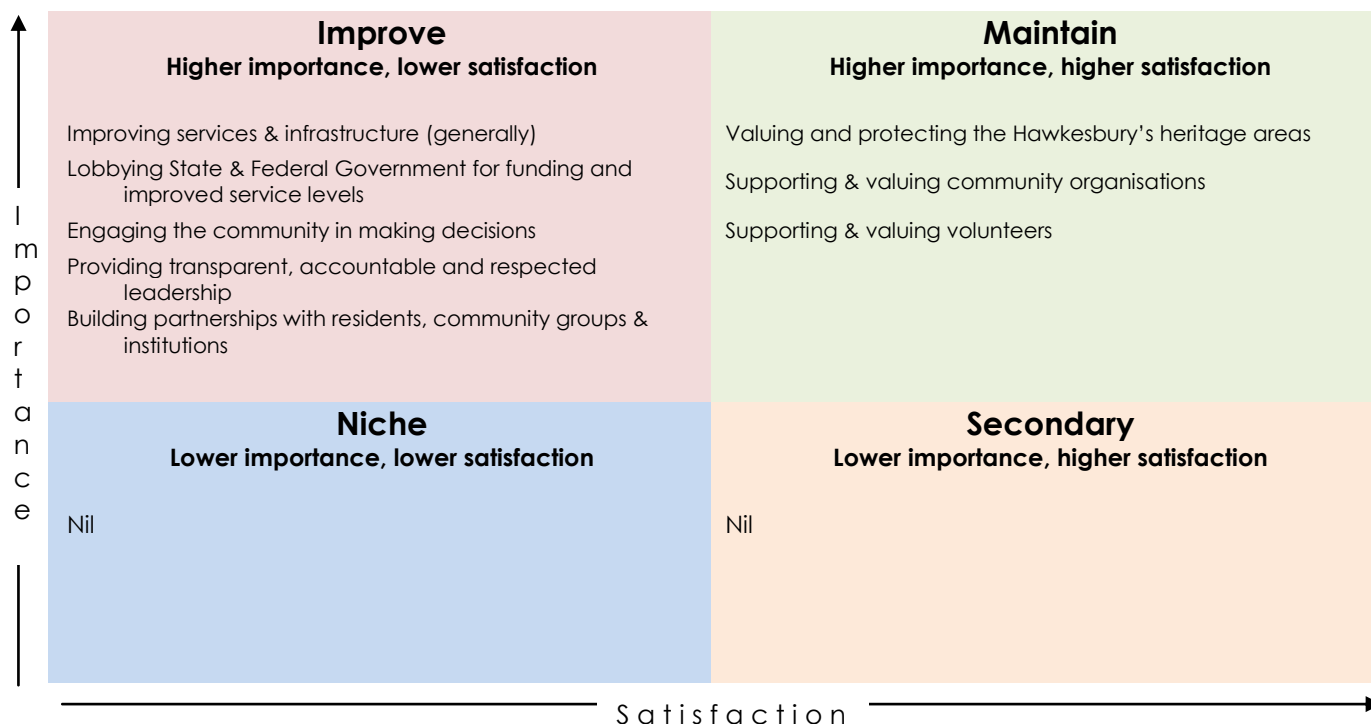 Improve
Higher importance, lower satisfaction
Improving services & infrastructure (generally)
Lobbying State & Federal Government for funding and
improved service levels
Engaging the community in making decisions
Providing transparent, accountable and respected
leadership
Building partnerships with residents, community groups &
institutions
Maintain
Higher importance, higher satisfaction
Valuing and protecting the Hawkesbury’s heritage areas
Supporting & valuing community organisations
Supporting & valuing volunteers
Niche
Lower importance, lower satisfaction
Nil
Secondary
Lower importance, higher satisfaction
Nil
Importance
Satisfaction